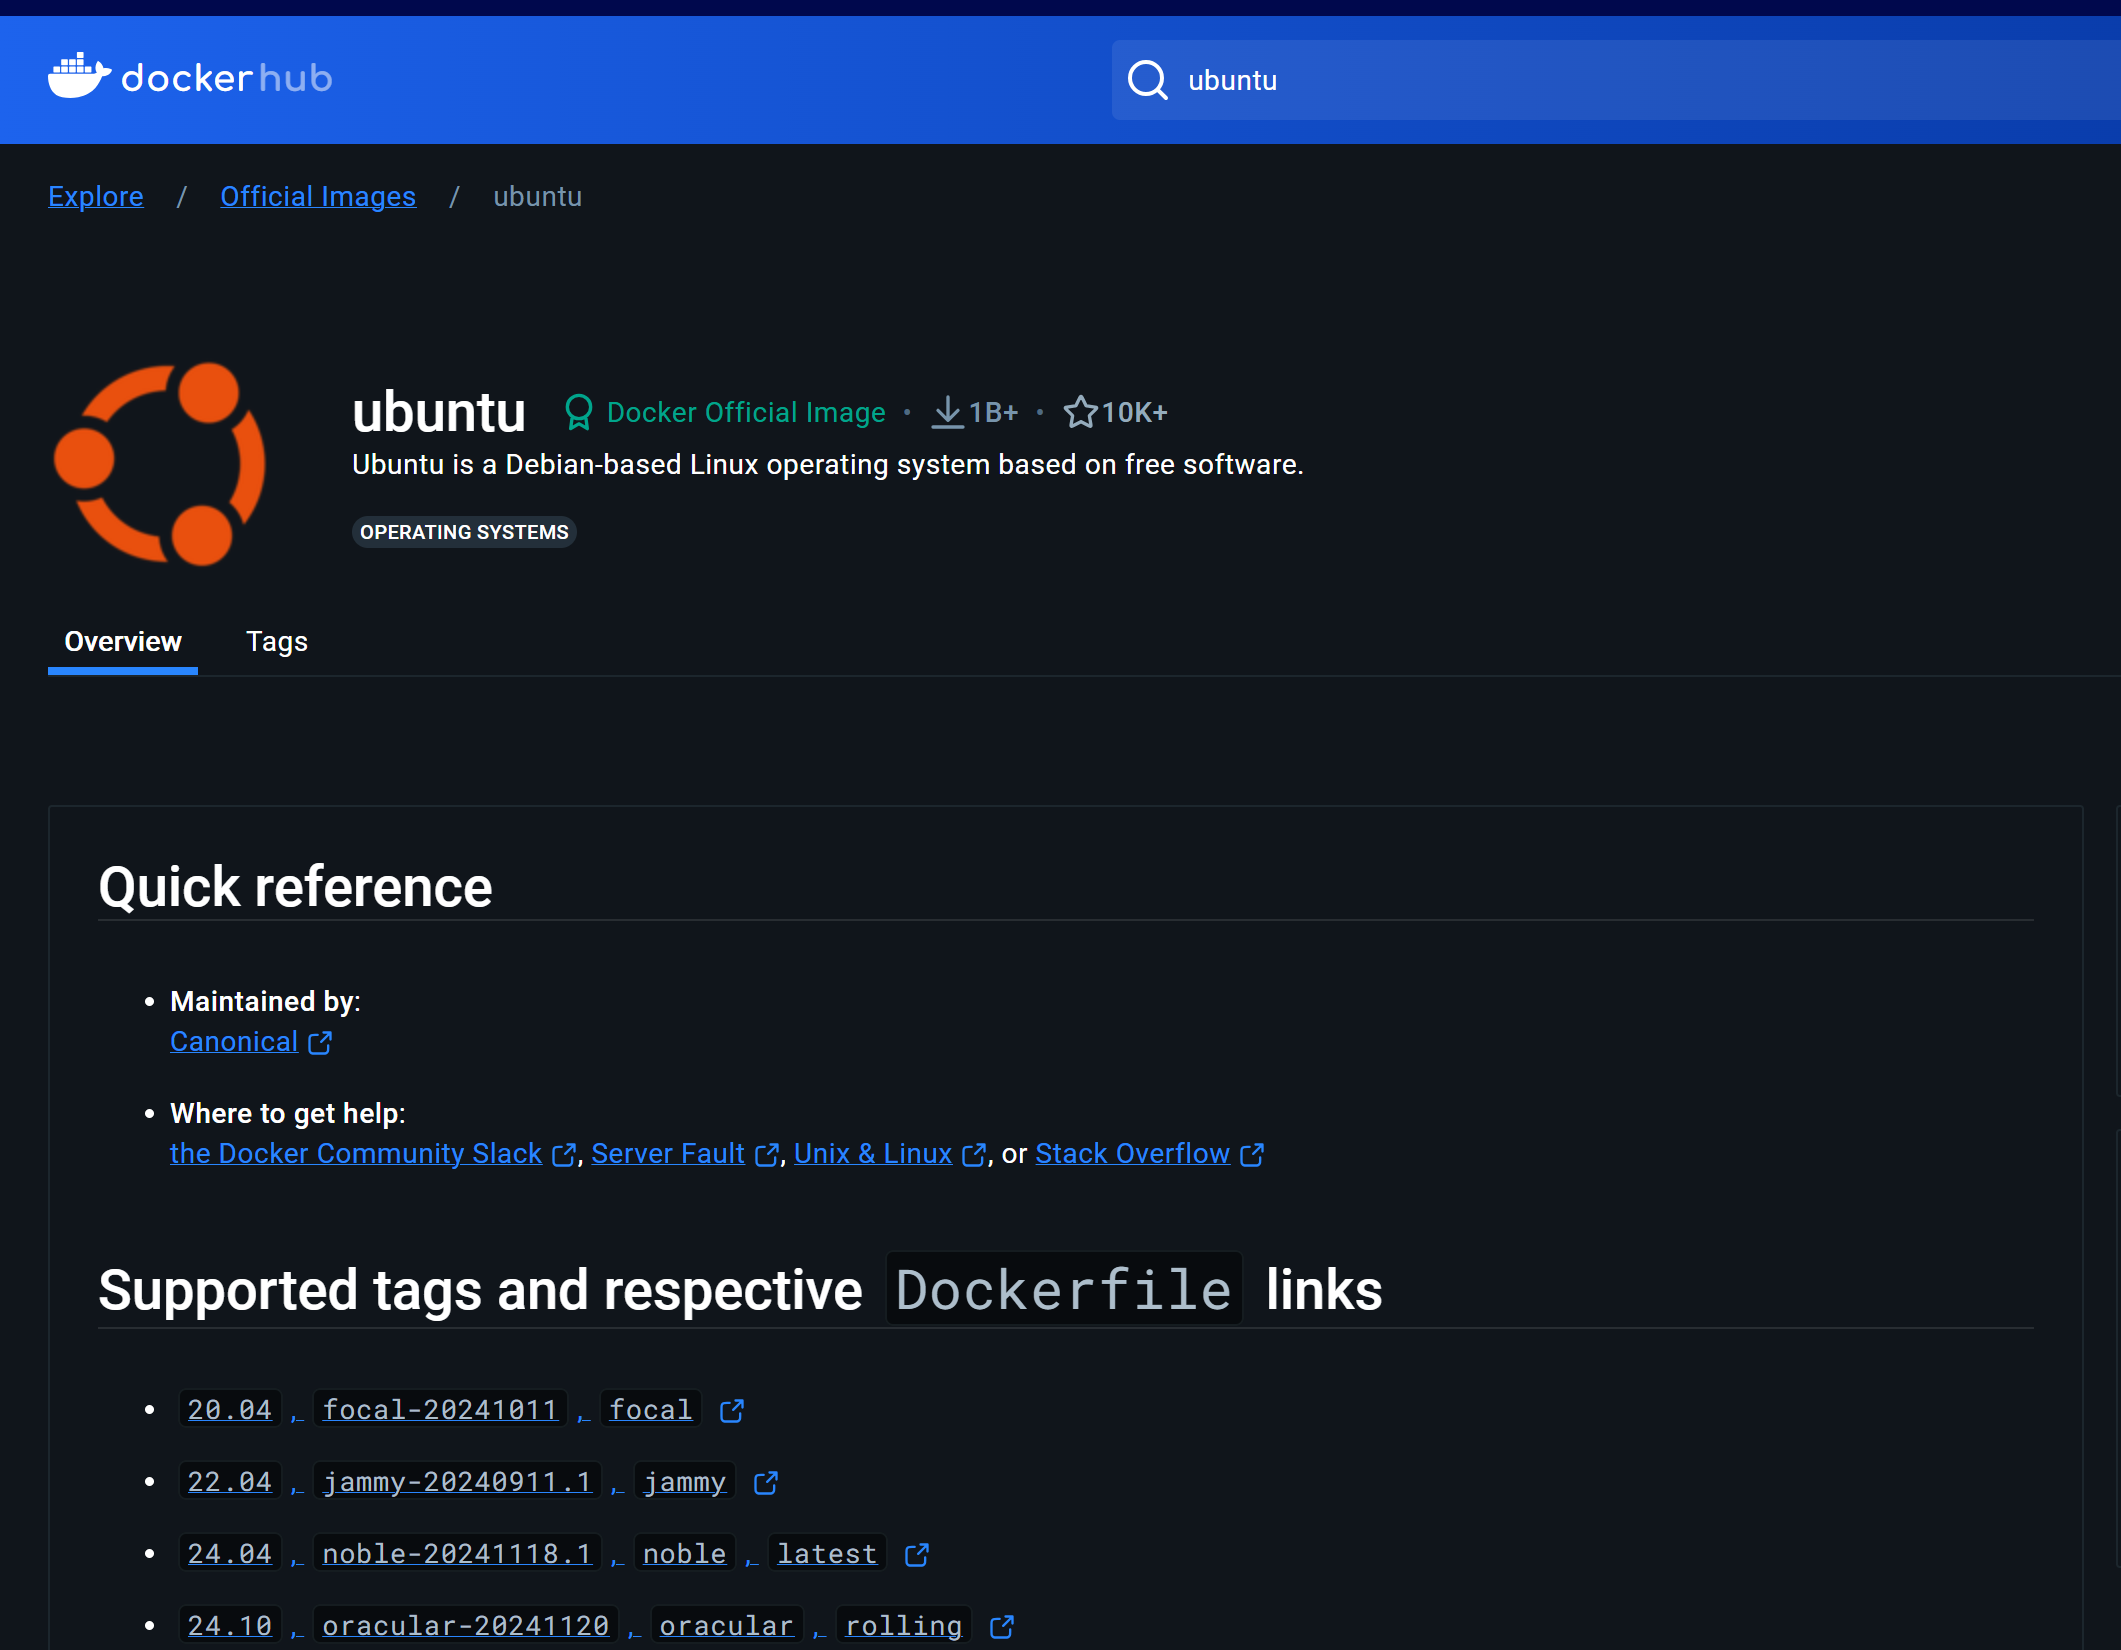 dockerhub
ubuntu
Explore / Official Images / ubuntu
ubuntu Docker Official Image • 1B+ • 10K+
Ubuntu is a Debian-based Linux operating system based on free software.
OPERATING SYSTEMS
Overview Tags
Quick reference
• Maintained by:
Canonical
• Where to get help:
the Docker Community Slack, Server Fault, Unix & Linux, or Stack Overflow
Supported tags and respective Dockerfile links
• 20.04, focal-20241011, focal
• 22.04, jammy-20240911.1, jammy
• 24.04, noble-20241118.1, noble, latest
• 24.10, oracular-20241120, oracular, rolling